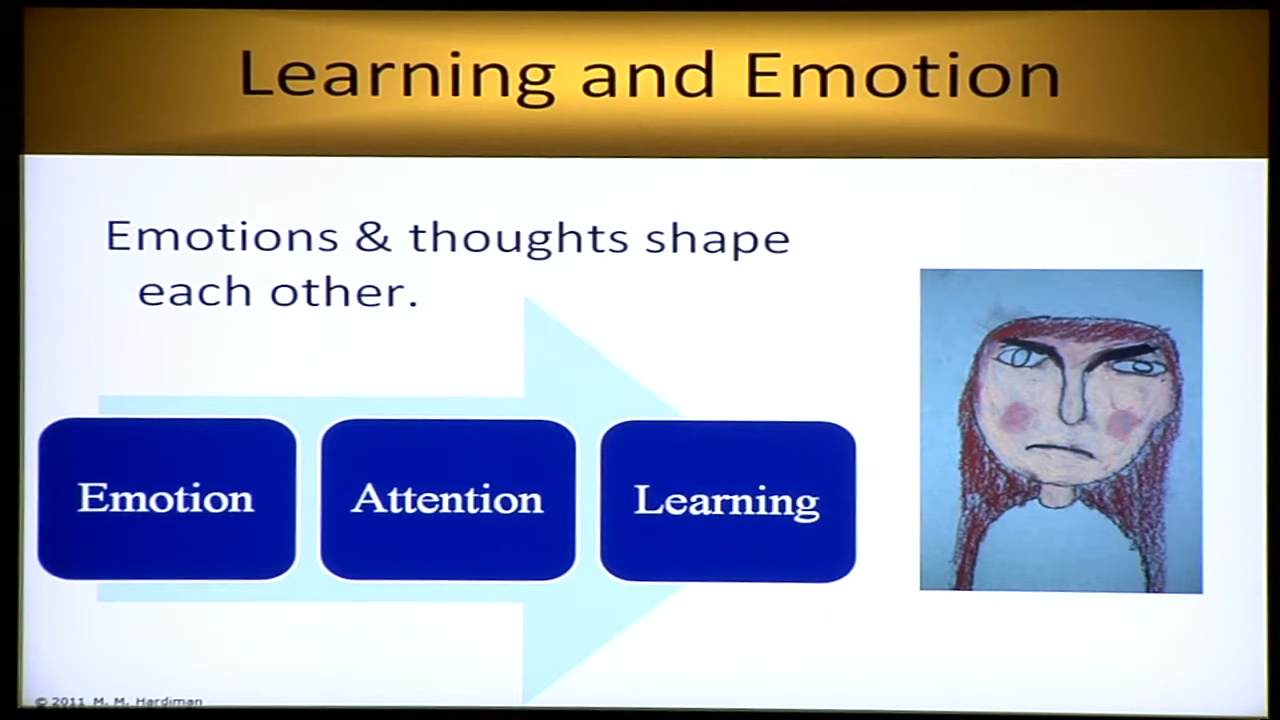 Learning and Emotion
Emotions & thoughts shape
each other.
Emotion
Attention
Learning
© 2011 M. M. Hardiman